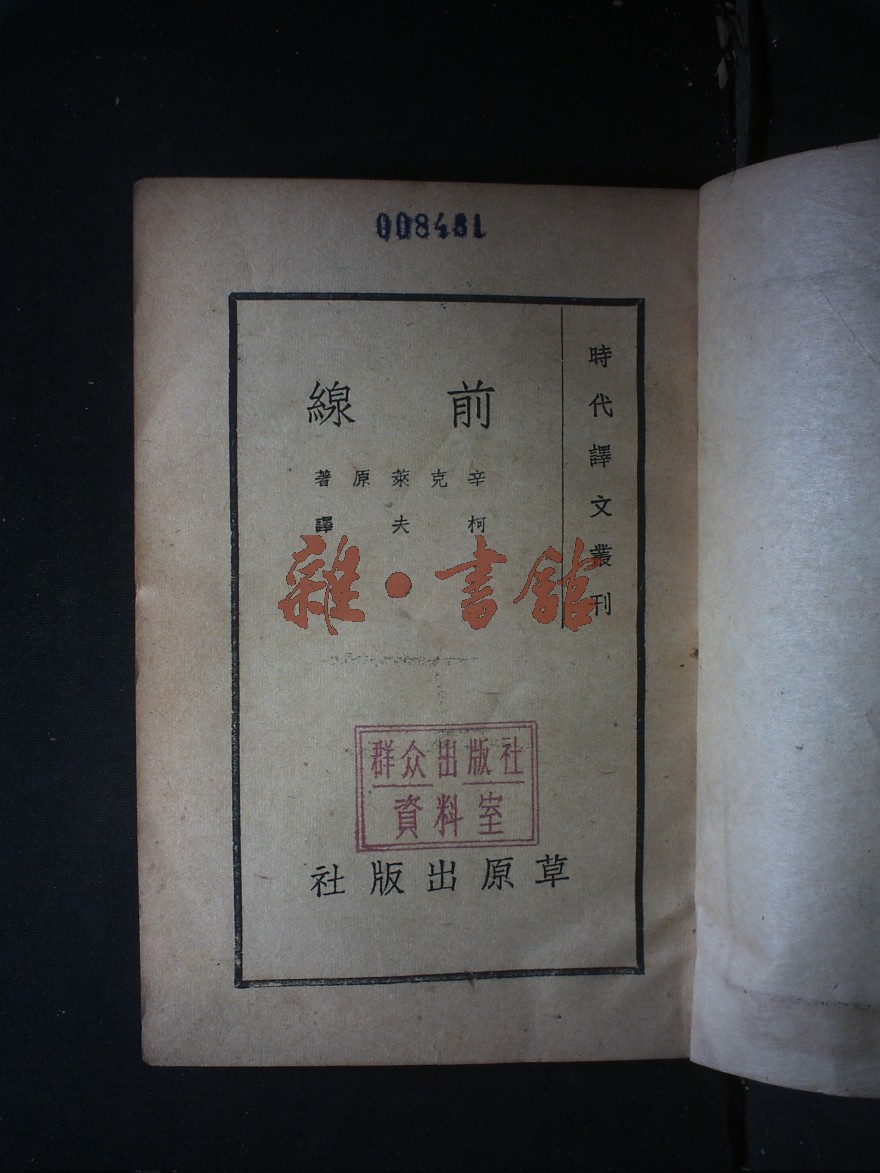 008481
時代譯文叢刊
前線
辛克萊原著
柯夫譯
雜·書館
群众出版社
資料室
草原出版社